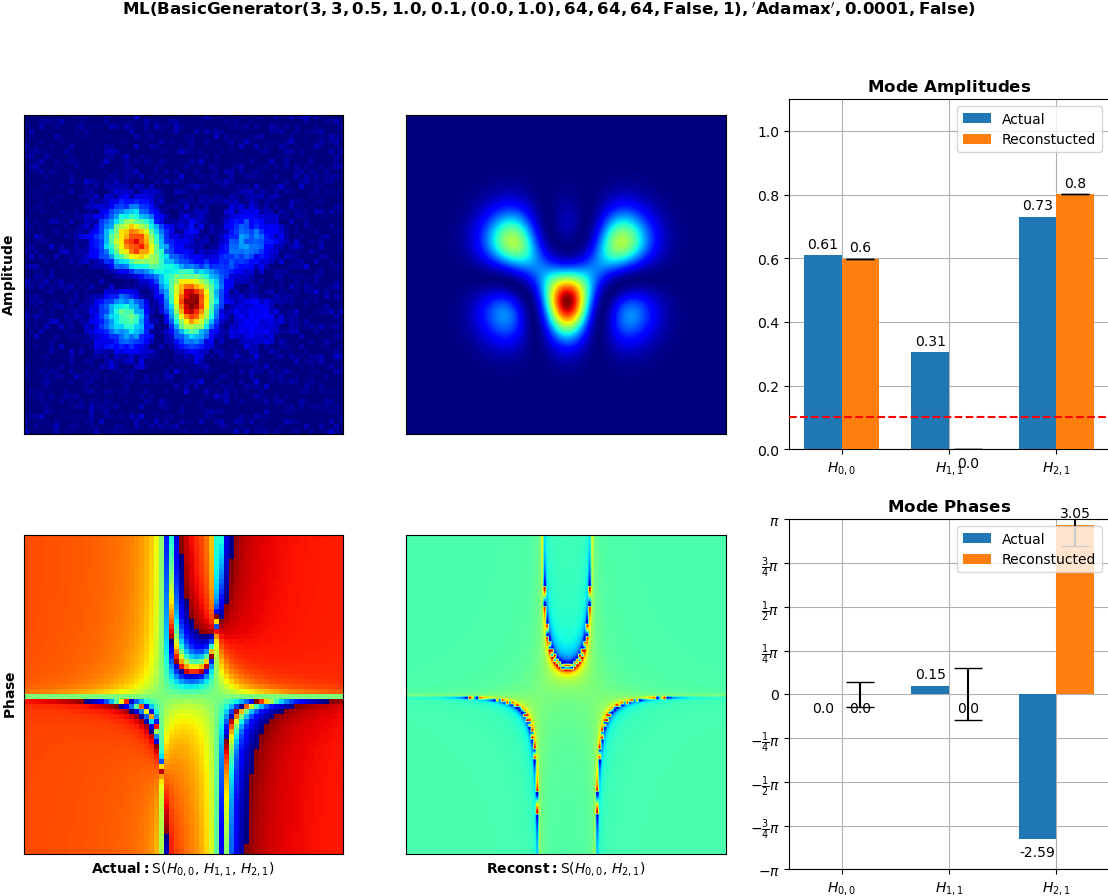 ML(BasicGenerator(3, 3, 0.5, 1.0, 0.1, (0.0, 1.0), 64, 64, 64, False, 1), 'Adamax', 0.0001, False)
Amplitude
Mode Amplitudes
Actual
Reconstucted
1.0
0.8
0.6
0.4
0.2
0.0
0.61
0.6
0.31
0.0
0.73
0.8
H0,0
H1,1
H2,1
Phase
Actual: S(H0,0, H1,1, H2,1)
Reconst: S(H0,0, H2,1)
Mode Phases
Actual
Reconstucted
π
3/4π
1/2π
1/4π
0
−1/4π
−1/2π
−3/4π
−π
0.0
0.0
0.15
0.0
-2.59
3.05
H0,0
H1,1
H2,1